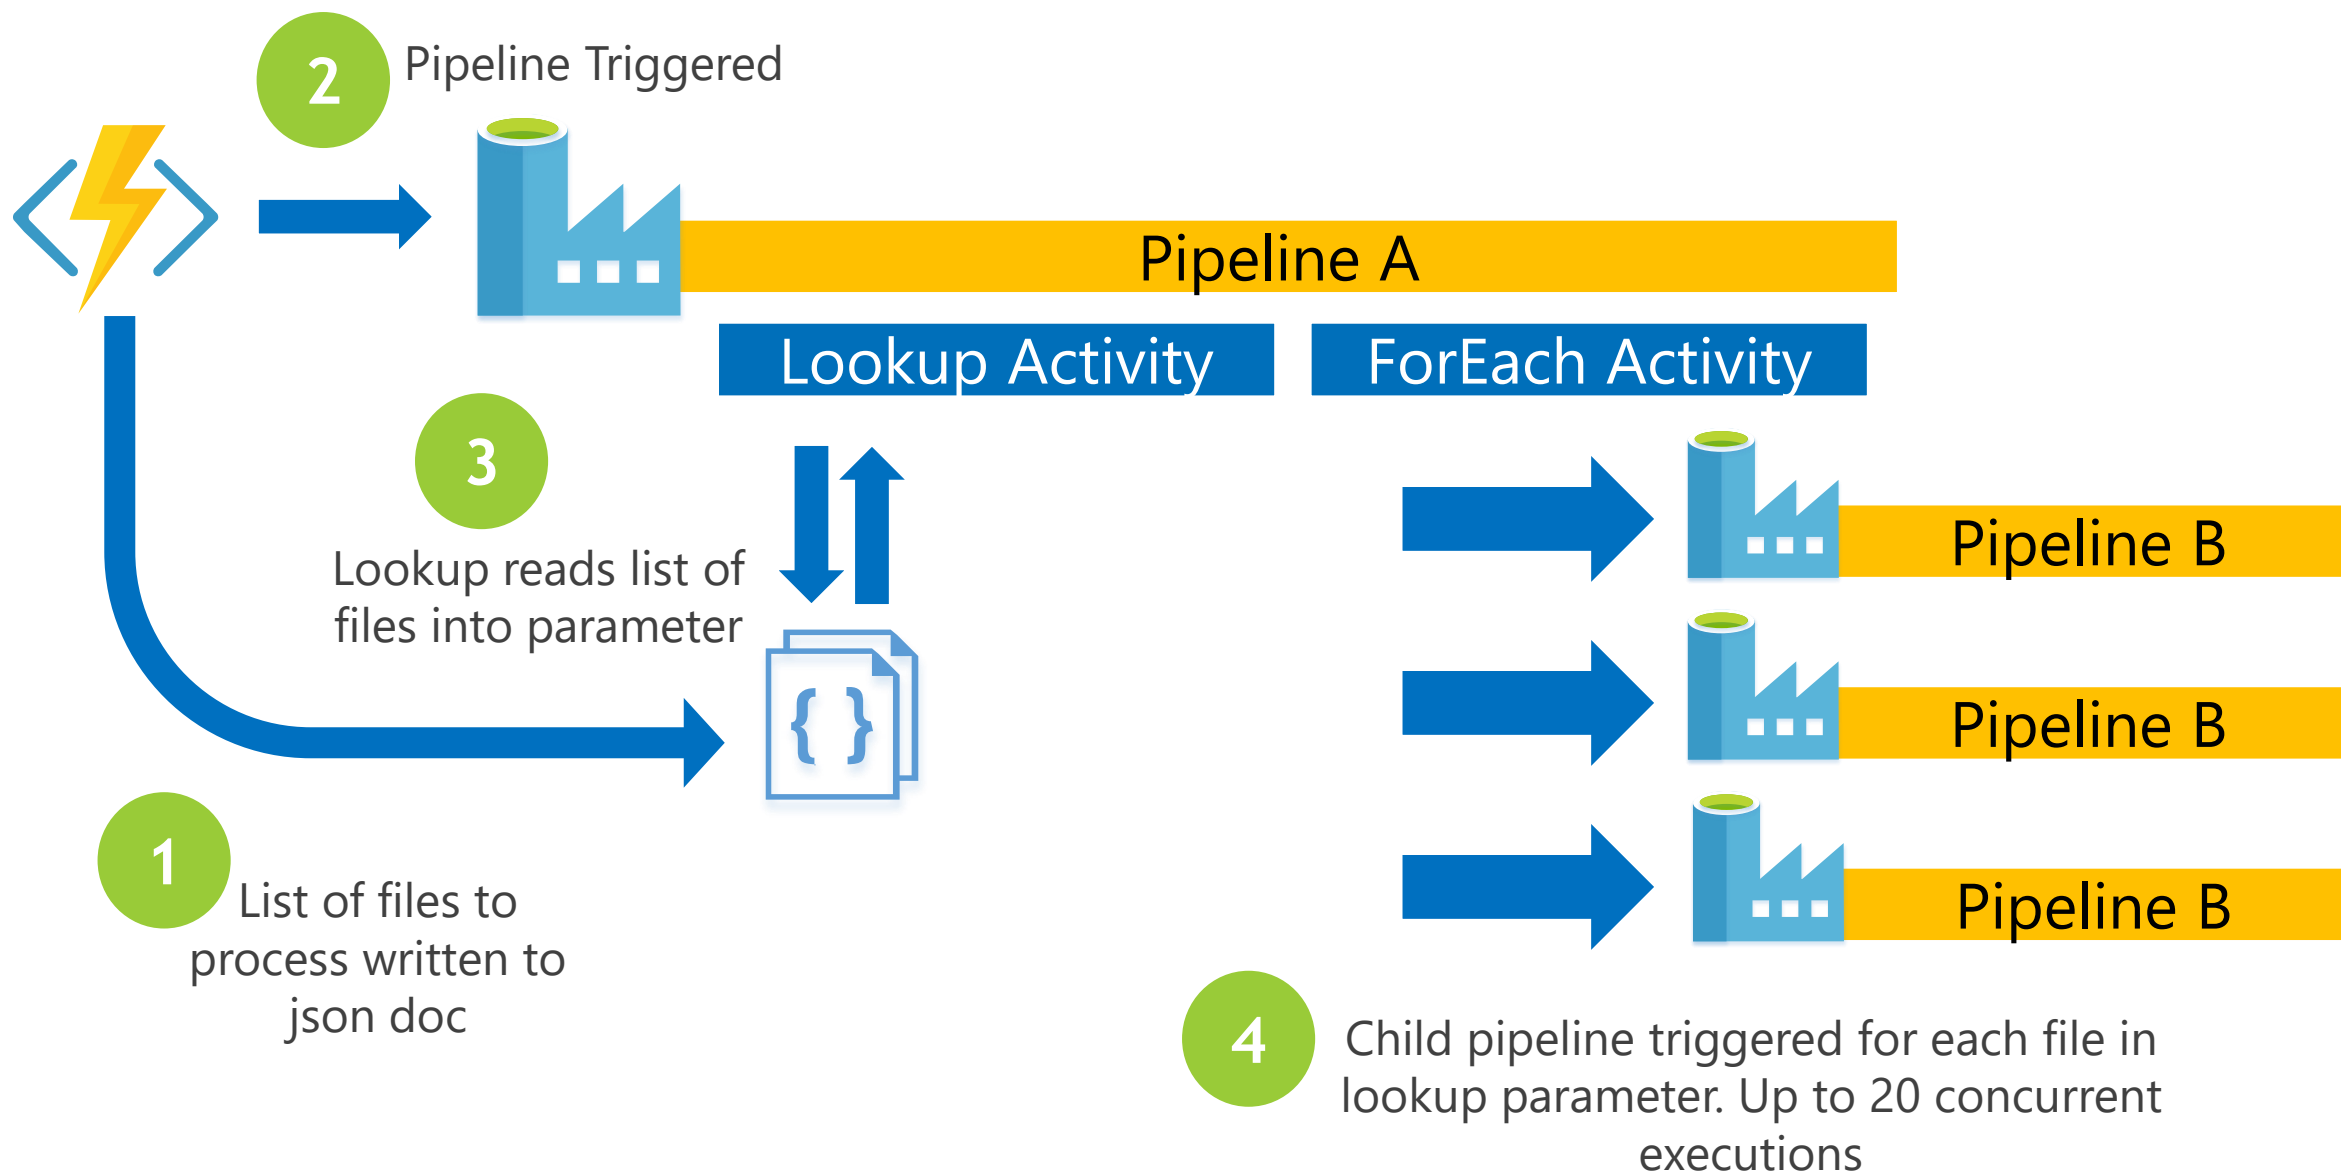 2
Pipeline Triggered
Pipeline A
Lookup Activity
ForEach Activity
3
Lookup reads list of
files into parameter
{ }
Pipeline B
Pipeline B
Pipeline B
1
List of files to
process written to
json doc
4
Child pipeline triggered for each file in
lookup parameter. Up to 20 concurrent
executions